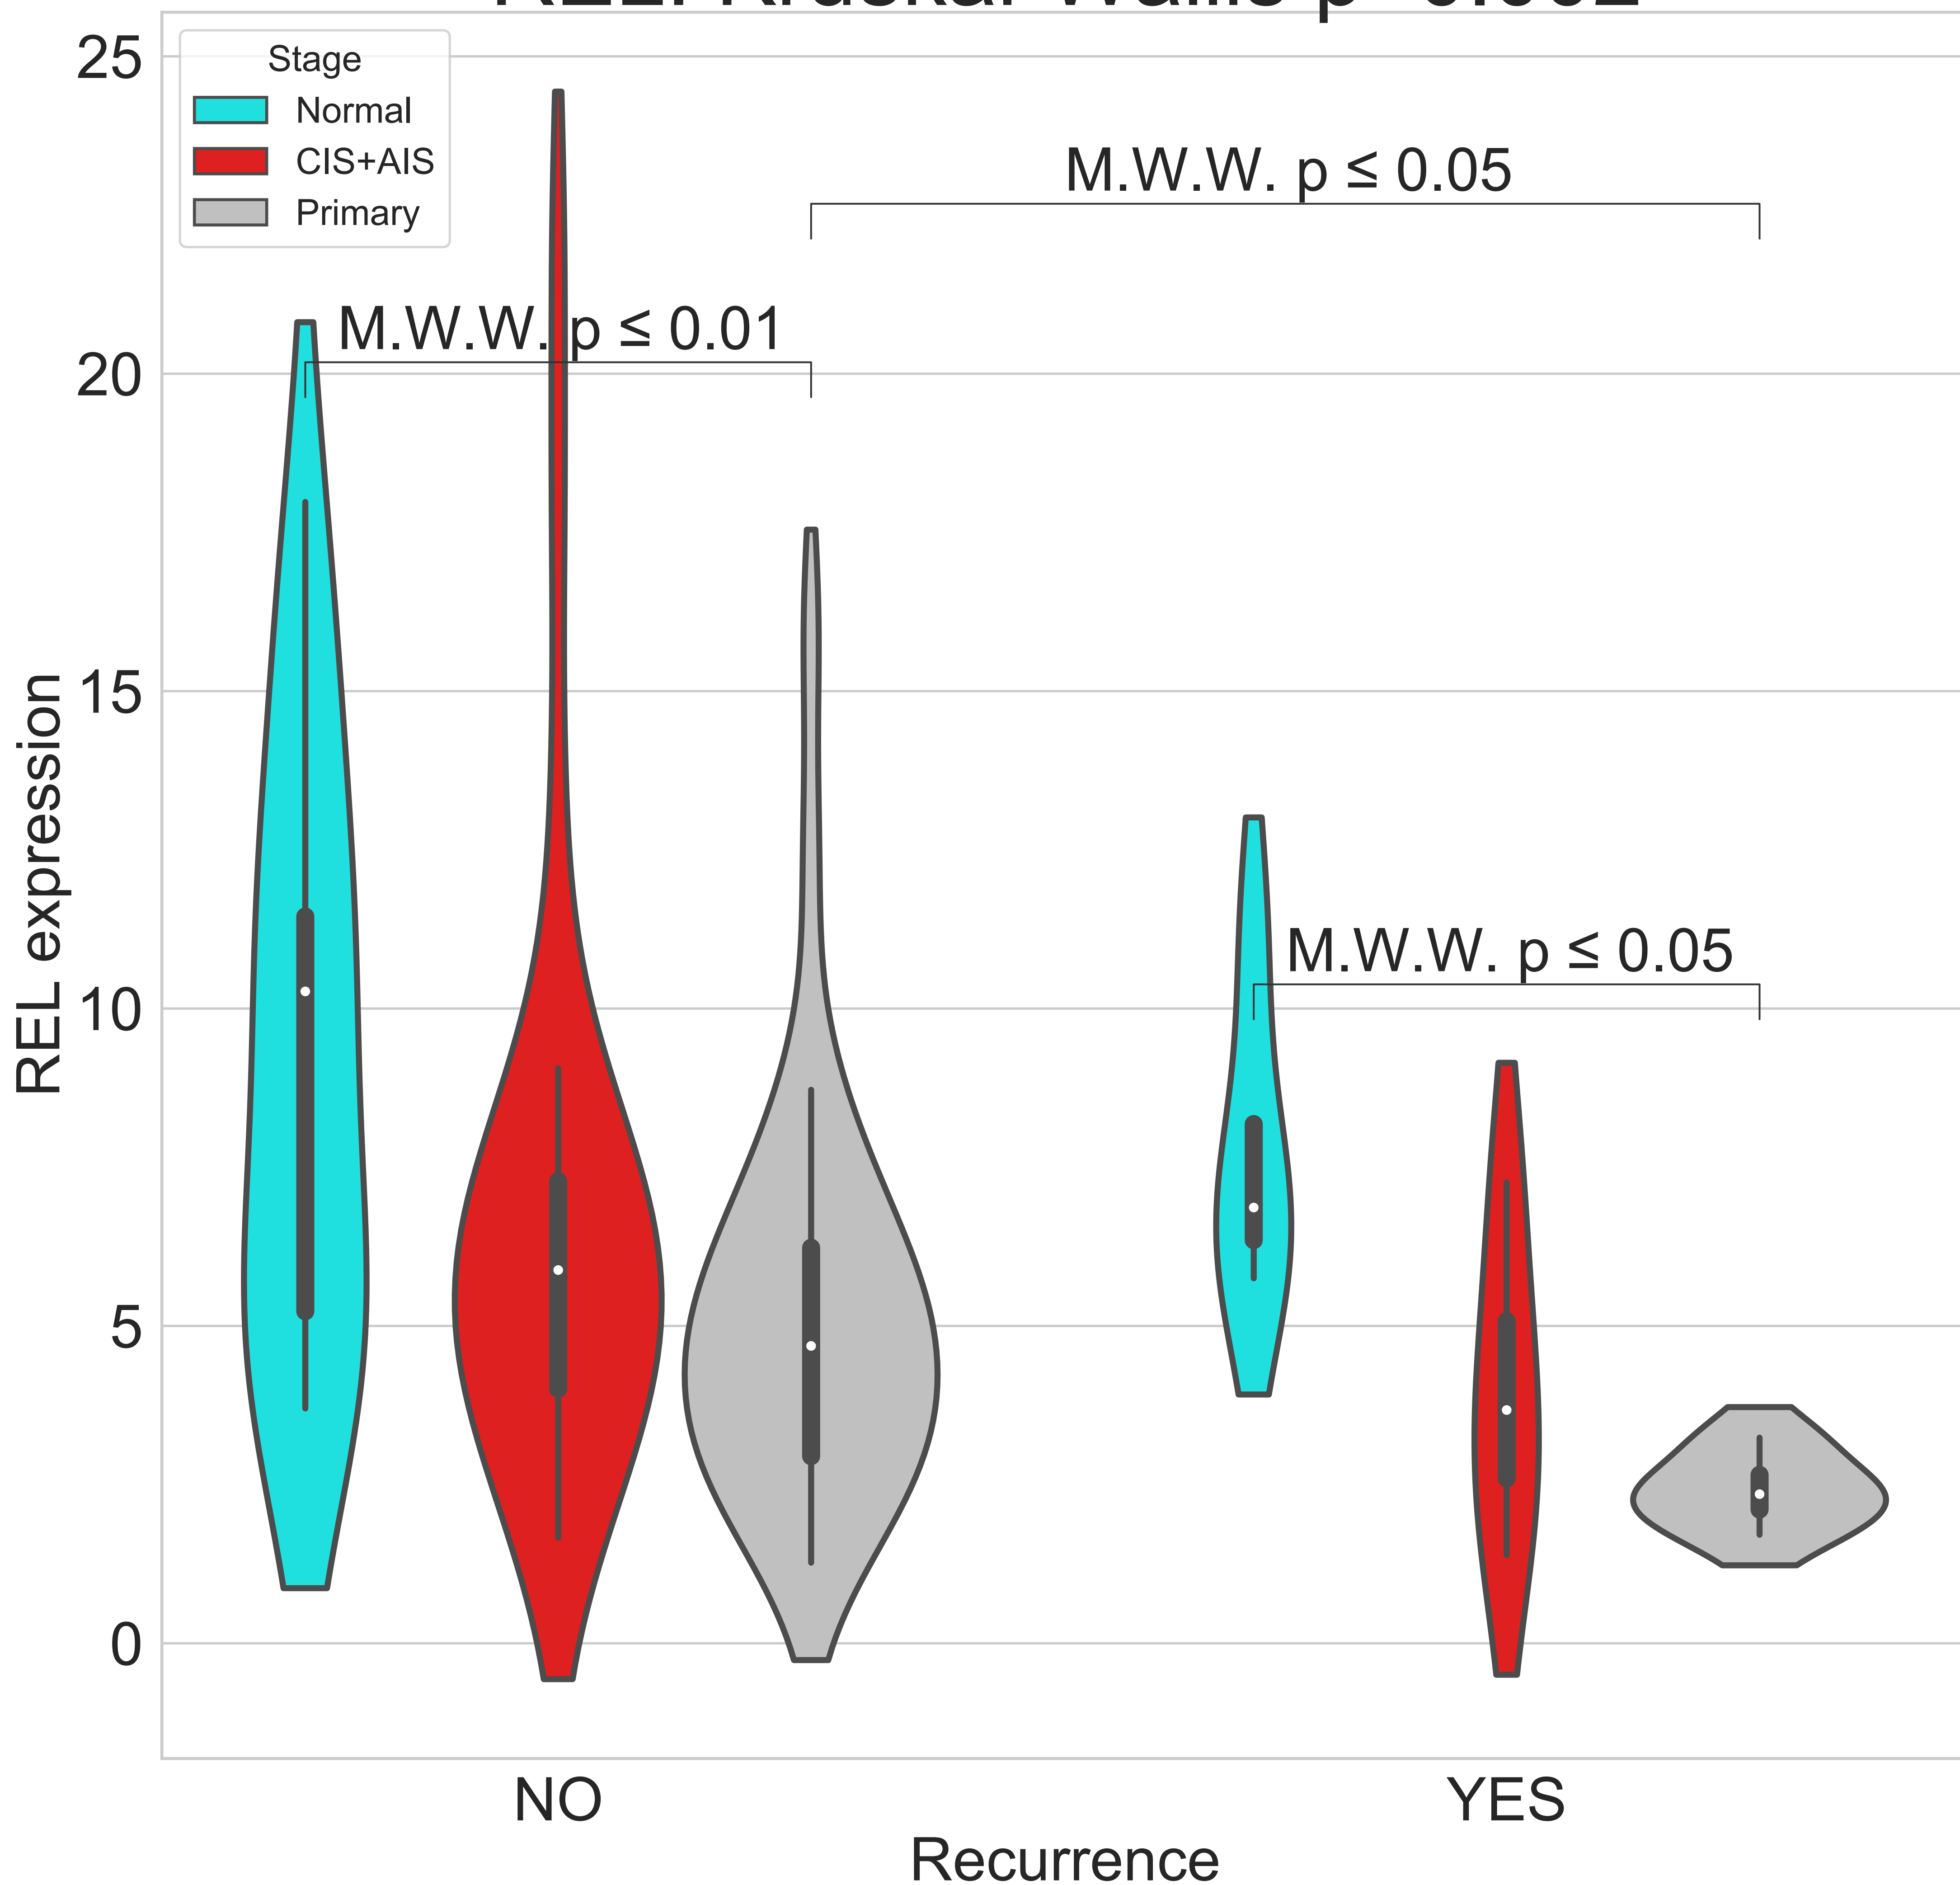 25
Stage
Normal
CIS+AIS
Primary
M.W.W. p ≤ 0.05
M.W.W. p ≤ 0.01
20
15
REL expression
M.W.W. p ≤ 0.05
10
5
0
NO
YES
Recurrence